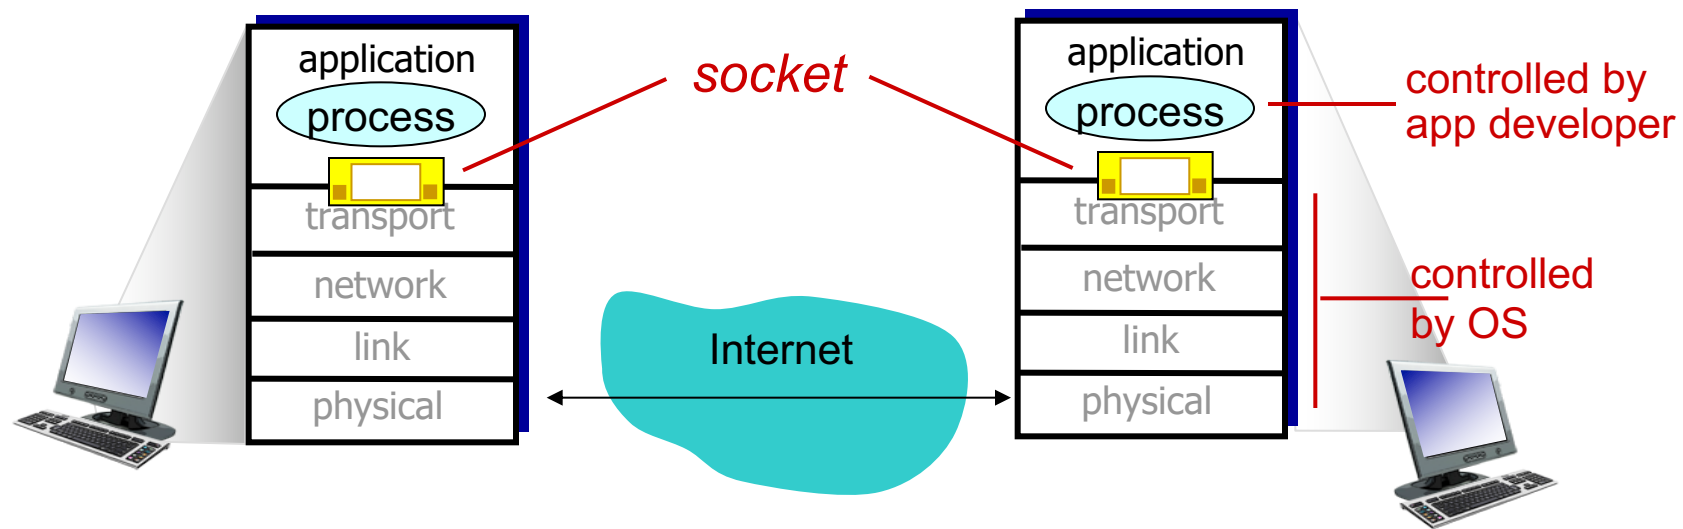 application
process
transport
network
link
physical
socket
Internet
application
process
transport
network
link
physical
controlled by
app developer
controlled
by OS